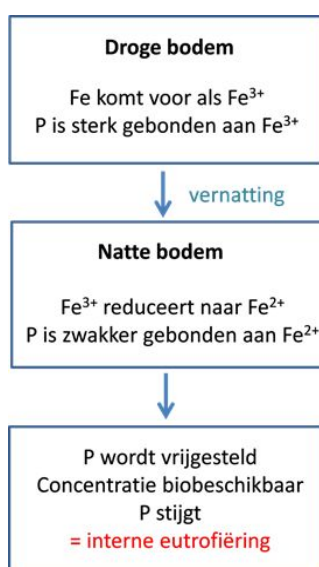 Droge bodem
Fe komt voor als Fe³⁺
P is sterk gebonden aan Fe³⁺
vernatting
Natte bodem
Fe³⁺ reduceert naar Fe²⁺
P is zwakker gebonden aan Fe²⁺
P wordt vrijgesteld
Concentratie biobeschikbaar
P stijgt
= interne eutrofiëring